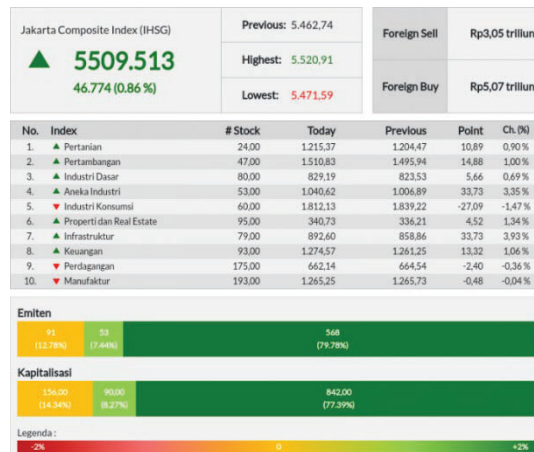 Jakarta Composite Index (IHSG)
▲ 5509.513
46.774 (0.86 %)
Previous: 5.462,74
Highest: 5.520,91
Lowest: 5.471,59
Foreign Sell Rp3,05 triliun
Foreign Buy Rp5,07 triliun
No. Index # Stock Today Previous Point Ch. (%)
1. ▲ Pertanian 24,00 1.215,37 1.204,47 10,89 0,90 %
2. ▲ Pertambangan 47,00 1.510,83 1.495,94 14,88 1,00 %
3. ▲ Industri Dasar 80,00 829,19 823,53 5,66 0,69 %
4. ▲ Aneka Industri 53,00 1.040,62 1.006,89 33,73 3,35 %
5. ▼ Industri Konsumsi 60,00 1.812,13 1.839,22 -27,09 -1,47 %
6. ▲ Properti dan Real Estate 95,00 340,73 336,21 4,52 1,34 %
7. ▲ Infrastruktur 79,00 892,60 858,86 33,73 3,93 %
8. ▲ Keuangan 93,00 1.274,57 1.261,25 13,32 1,06 %
9. ▼ Perdagangan 175,00 662,14 664,54 -2,40 -0,36 %
10. ▼ Manufaktur 193,00 1.265,25 1.265,73 -0,48 -0,04 %
Emiten
91 53 568
(12.78%) (7.44%) (79.78%)
Kapitalisasi
156,00 90,00 842,00
(14.34%) (8.27%) (77.39%)
Legenda :
-2% 0 +2%